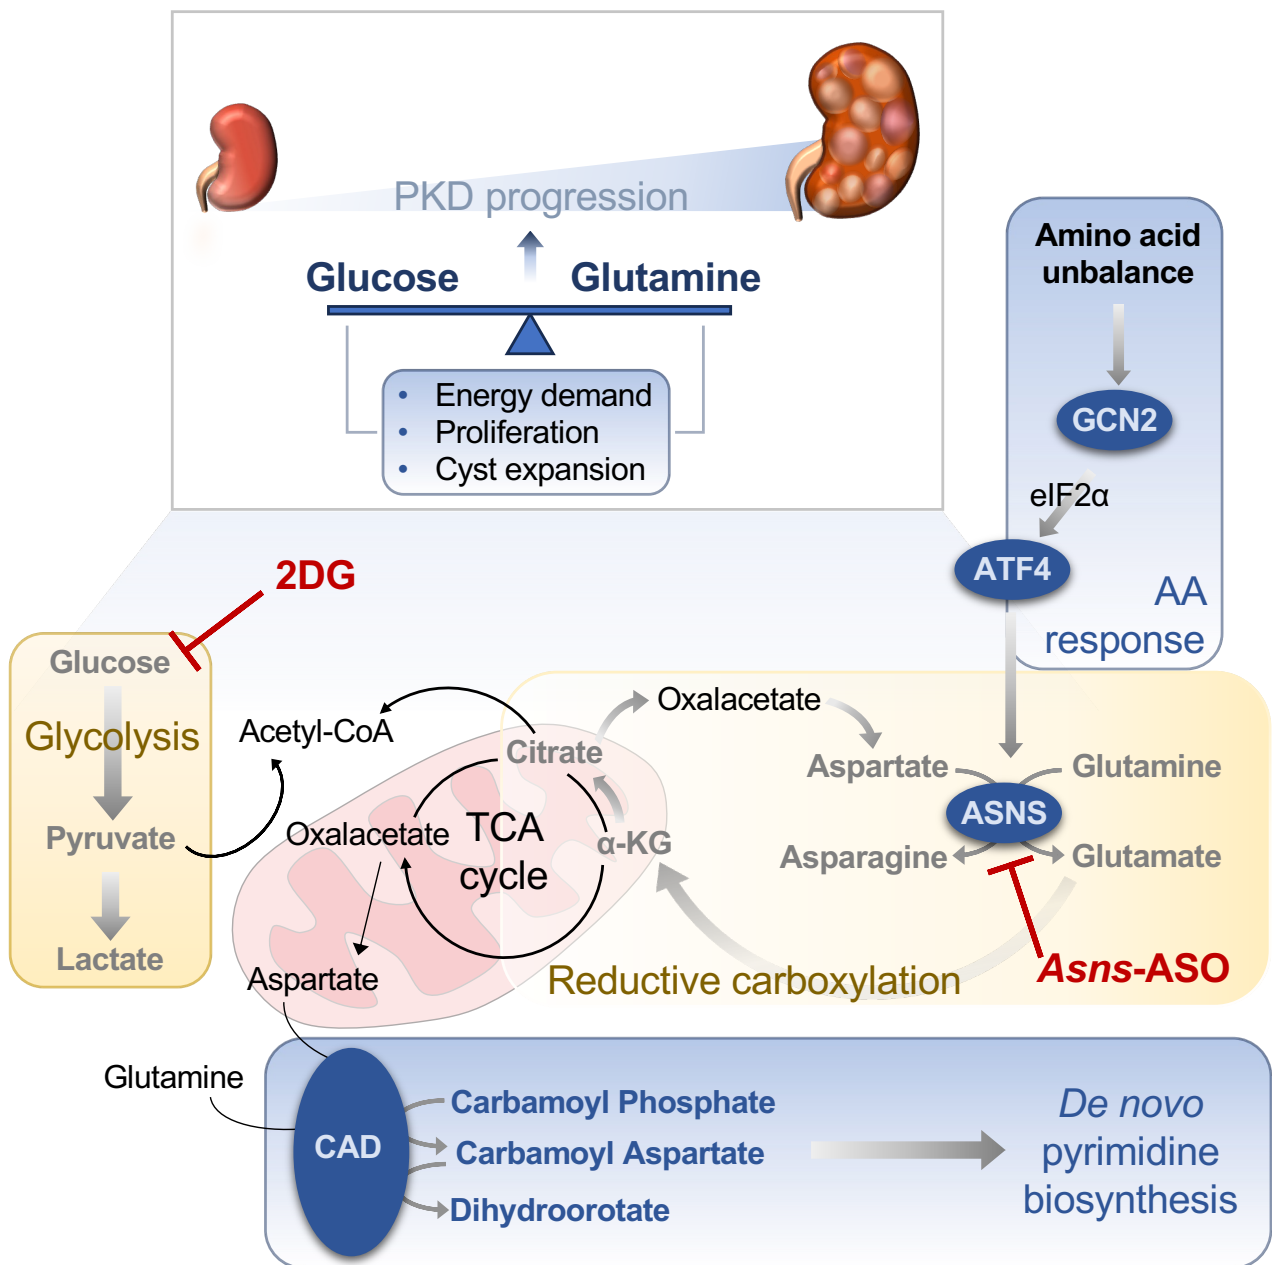 PKD progression
Glucose
Glutamine
• Energy demand
• Proliferation
• Cyst expansion
Amino acid
unbalance
GCN2
eIF2α
ATF4
AA
response
2DG
Glucose
Glycolysis
Pyruvate
Lactate
Acetyl-CoA
Citrate
Oxalacetate
TCA
cycle
α-KG
Oxalacetate
Aspartate
Aspartate
Glutamine
ASNS
Asparagine
Glutamate
Reductive carboxylation
Asns-ASO
Glutamine
CAD
Carbamoyl Phosphate
Carbamoyl Aspartate
Dihydroorotate
De novo
pyrimidine
biosynthesis